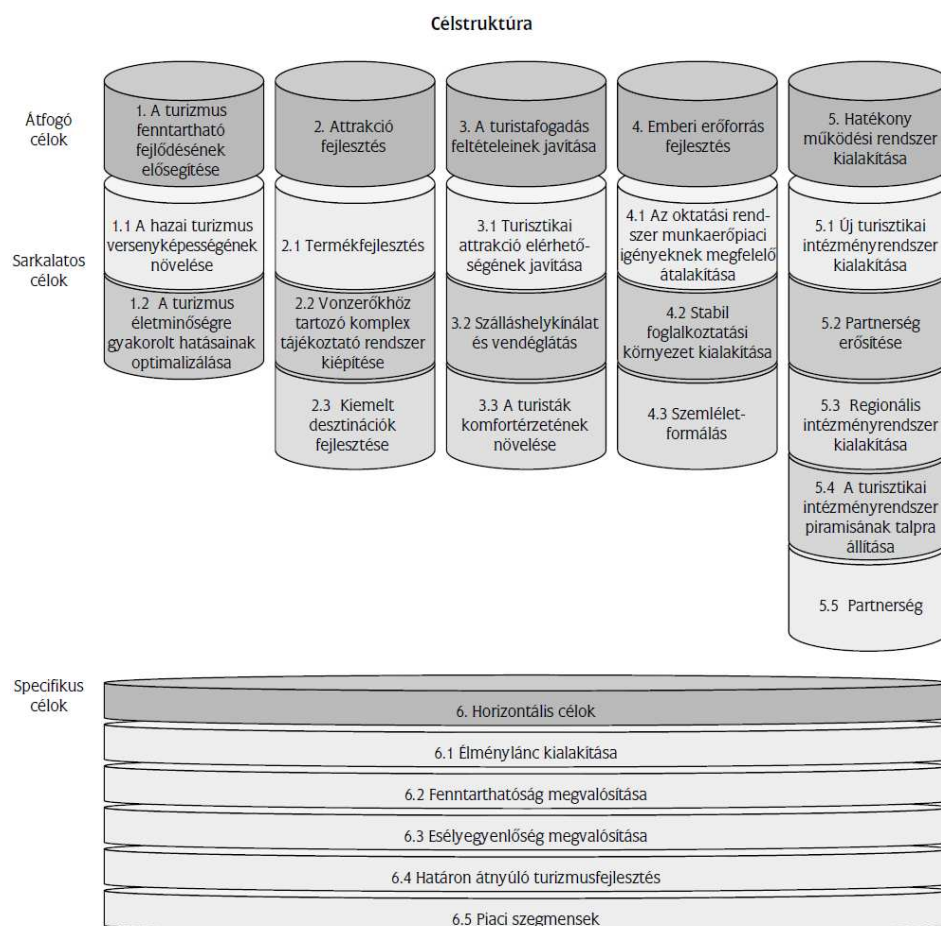 Célstruktúra
Átfogó
célok
1. A turizmus
fenntartható
fejlődésének
elősegítése
2. Attrakció
fejlesztés
3. A turistafogadás
feltételeinek javítása
4. Emberi erőforrás
fejlesztés
5. Hatékony
működési rendszer
kialakítása
Sarkalatos
célok
1.1 A hazai turizmus
versenyképességének
növelése
2.1 Termékfejlesztés
3.1 Turisztikai
attrakció elérhető-
ségének javítása
4.1 Az oktatási rend-
szer munkaerőpiaci
igényeknek megfelelő
átalakítása
5.1 Új turisztikai
intézményrendszer
kialakítása
1.2 A turizmus
életminőségre
gyakorolt hatásainak
optimalizálása
2.2 Vonzerőkhöz
tartozó komplex
tájékoztató rendszer
kiépítése
3.2 Szálláshelykínálat
és vendéglátás
4.2 Stabil
foglalkoztatási
környezet kialakítása
5.2 Partnerség
erősítése
2.3 Kiemelt
desztinációk
fejlesztése
3.3 A turisták
komfortérzetének
növelése
4.3 Szemlélet-
formálás
5.3 Regionális
intézményrendszer
kialakítása
5.4 A turisztikai
intézményrendszer
piramisának talpra
állítása
5.5 Partnerség
Specifikus
célok
6. Horizontális célok
6.1 Élménylánc kialakítása
6.2 Fenntarthatóság megvalósítása
6.3 Esélyegyenlőség megvalósítása
6.4 Határon átnyúló turizmusfejlesztés
6.5 Piaci szegmensek